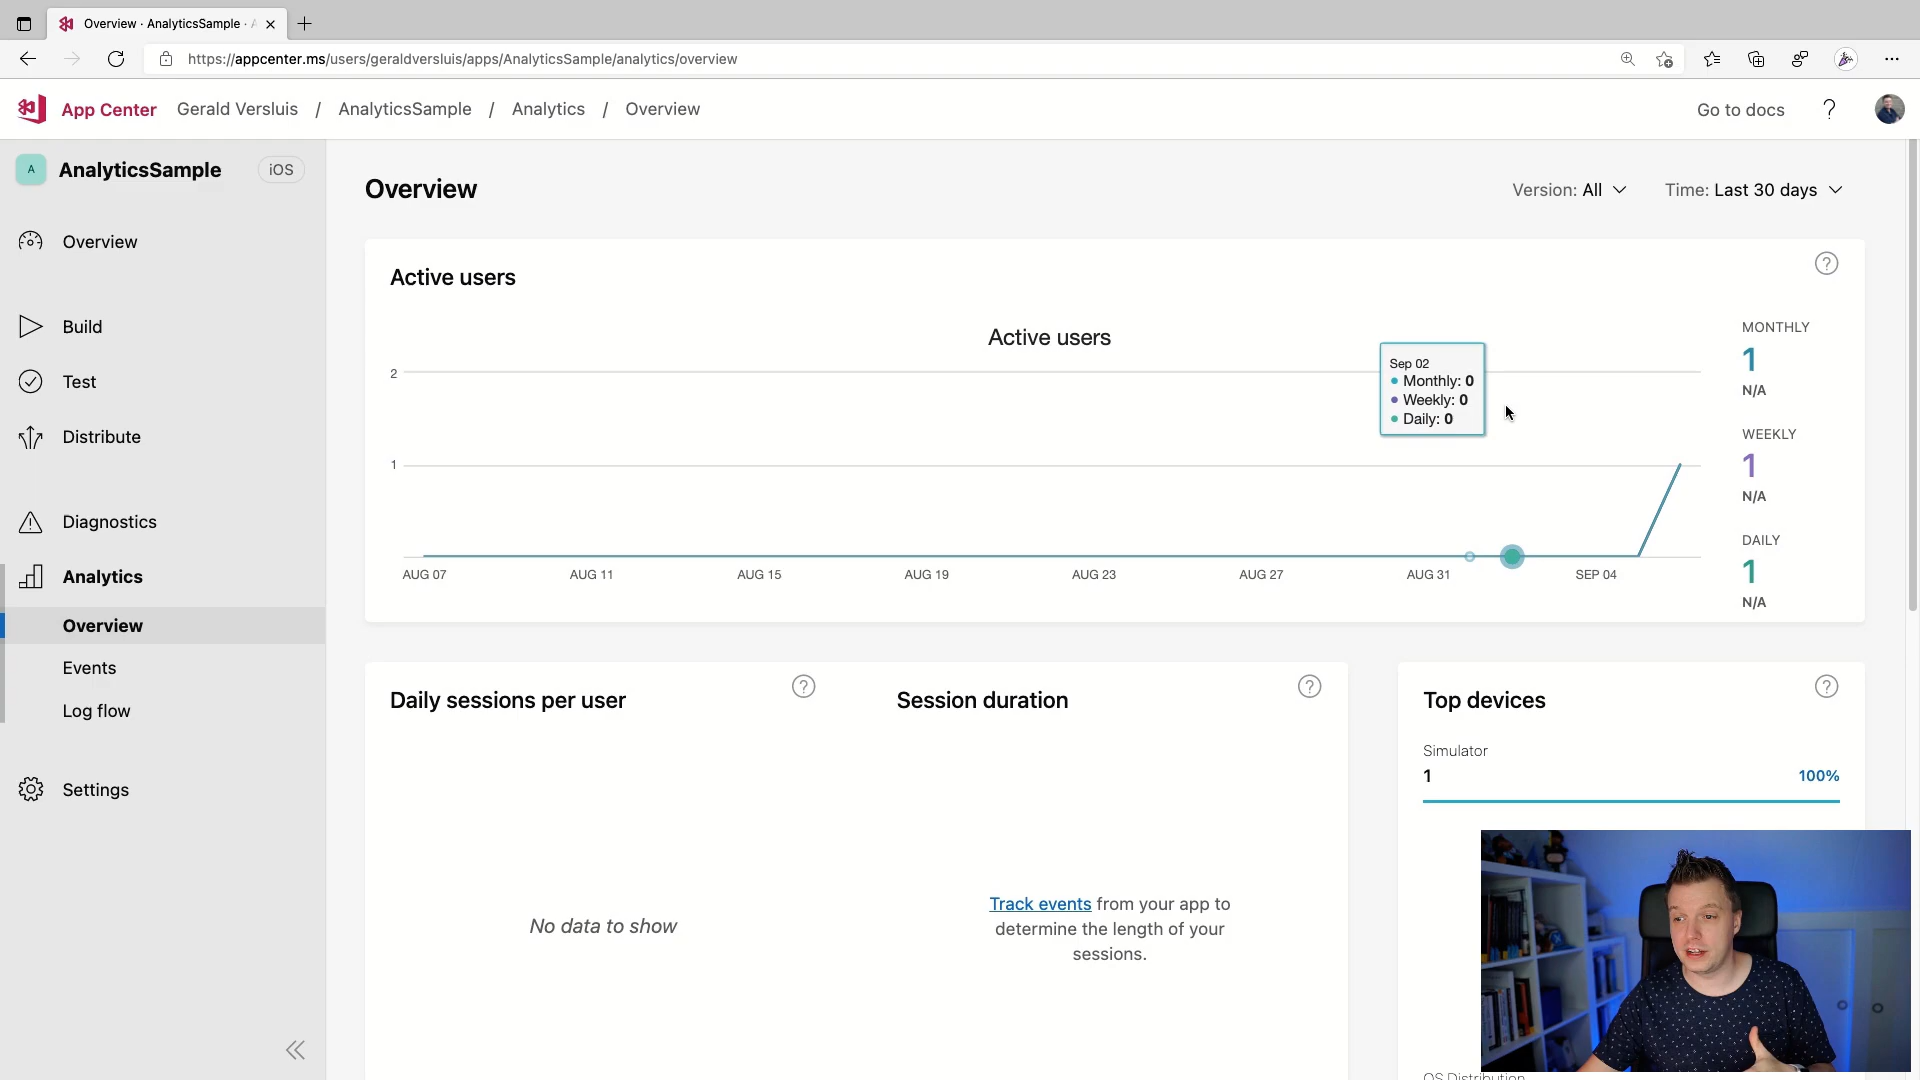 Overview · AnalyticsSample ·
https://appcenter.ms/users/geraldversluis/apps/AnalyticsSample/analytics/overview
App Center Gerald Versluis / AnalyticsSample / Analytics / Overview
Go to docs ?
A AnalyticsSample iOS
Overview
Build
Test
Distribute
Diagnostics
Analytics
Overview
Events
Log flow
Settings
Overview
Version: All
Time: Last 30 days
Active users
?
Active users
2
1
Sep 02
Monthly: 0
Weekly: 0
Daily: 0
AUG 07 AUG 11 AUG 15 AUG 19 AUG 23 AUG 27 AUG 31 SEP 04
MONTHLY
1
N/A
WEEKLY
1
N/A
DAILY
1
N/A
Daily sessions per user
?
No data to show
Session duration
?
Track events from your app to
determine the length of your
sessions.
Top devices
?
Simulator
1 100%
OS Distribution